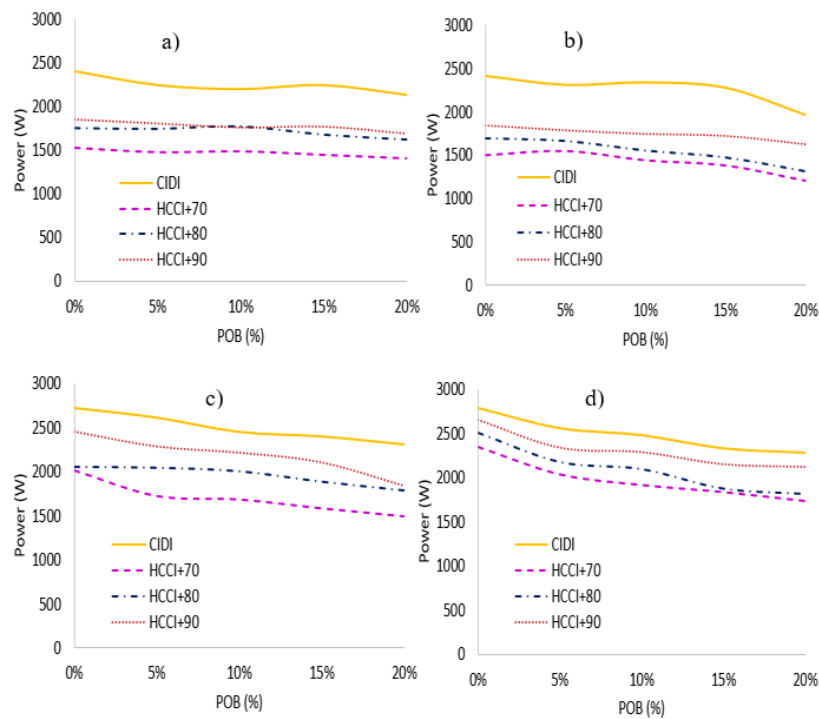 a)
3000
2500
2000
1500
1000
500
0
Power (W)
CIDI
HCCI+70
HCCI+80
HCCI+90
0% 5% 10% 15% 20%
POB (%)
b)
3000
2500
2000
1500
1000
500
0
Power (W)
CIDI
HCCI+70
HCCI+80
HCCI+90
0% 5% 10% 15% 20%
POB (%)
c)
3000
2500
2000
1500
1000
500
0
Power (W)
CIDI
HCCI+70
HCCI+80
HCCI+90
0% 5% 10% 15% 20%
POB (%)
d)
3000
2500
2000
1500
1000
500
0
Power (W)
CIDI
HCCI+70
HCCI+80
HCCI+90
0% 5% 10% 15% 20%
POB (%)